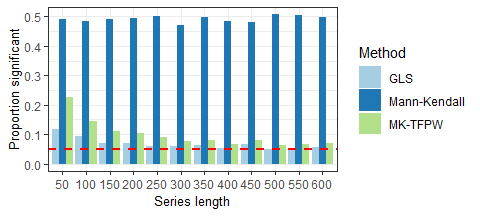 Proportion significant
0.5
0.4
0.3
0.2
0.1
0.0
50 100 150 200 250 300 350 400 450 500 550 600
Series length
Method
GLS
Mann-Kendall
MK-TFPW